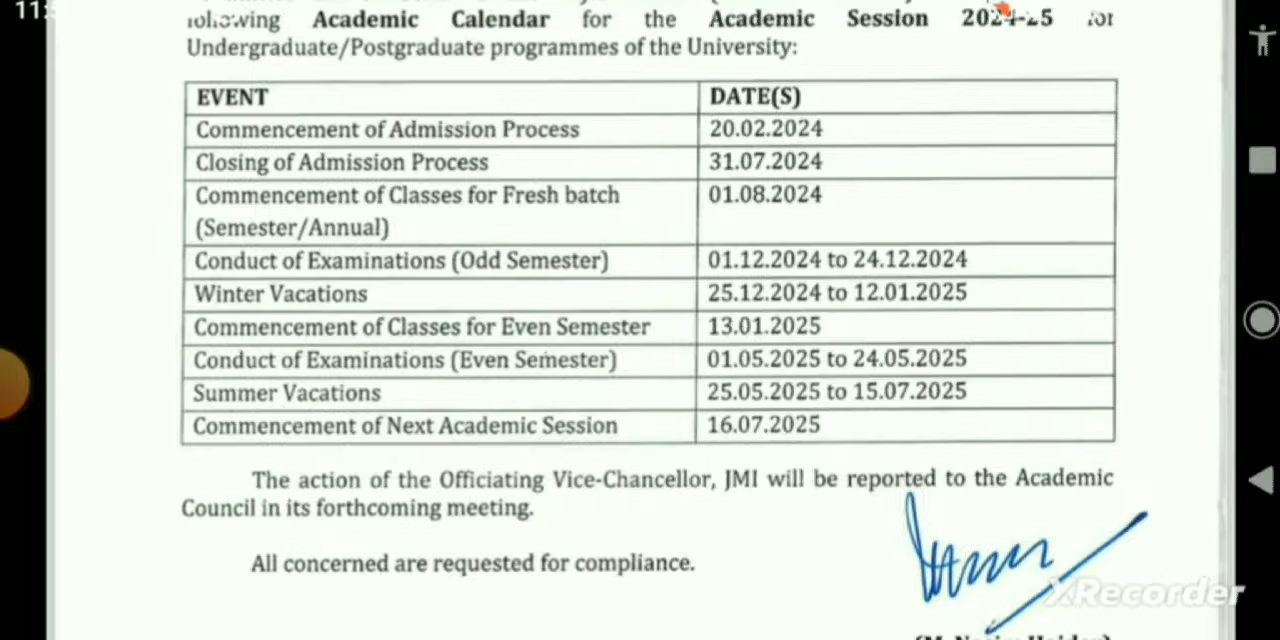 following Academic Calendar for the Academic Session 2024-25 for
Undergraduate/Postgraduate programmes of the University:
EVENT DATE(S)
Commencement of Admission Process 20.02.2024
Closing of Admission Process 31.07.2024
Commencement of Classes for Fresh batch 01.08.2024
(Semester/Annual)
Conduct of Examinations (Odd Semester) 01.12.2024 to 24.12.2024
Winter Vacations 25.12.2024 to 12.01.2025
Commencement of Classes for Even Semester 13.01.2025
Conduct of Examinations (Even Semester) 01.05.2025 to 24.05.2025
Summer Vacations 25.05.2025 to 15.07.2025
Commencement of Next Academic Session 16.07.2025
The action of the Officiating Vice-Chancellor, JMI will be reported to the Academic
Council in its forthcoming meeting.
All concerned are requested for compliance.
XRecorder